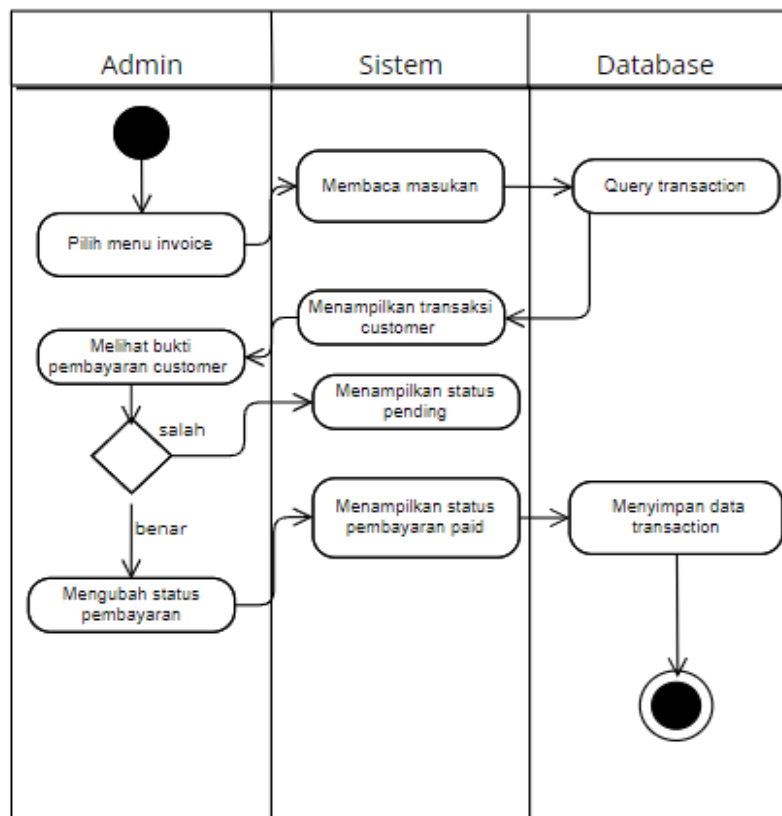 Admin
Sistem
Database
Membaca masukan
Query transaction
Pilih menu invoice
Menampilkan transaksi
customer
Melihat bukti
pembayaran customer
Menampilkan status
pending
salah
Menampilkan status
pembayaran paid
Menyimpan data
transaction
benar
Mengubah status
pembayaran